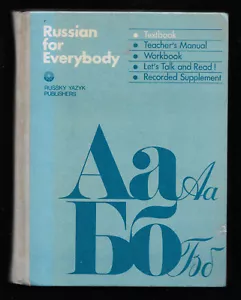 Russian
for
Everybody
RUSSKY YAZYK
PUBLISHERS
Textbook
Teacher's Manual
Workbook
Let's Talk and Read!
Recorded Supplement
Аа
Аа
Бб
Бб